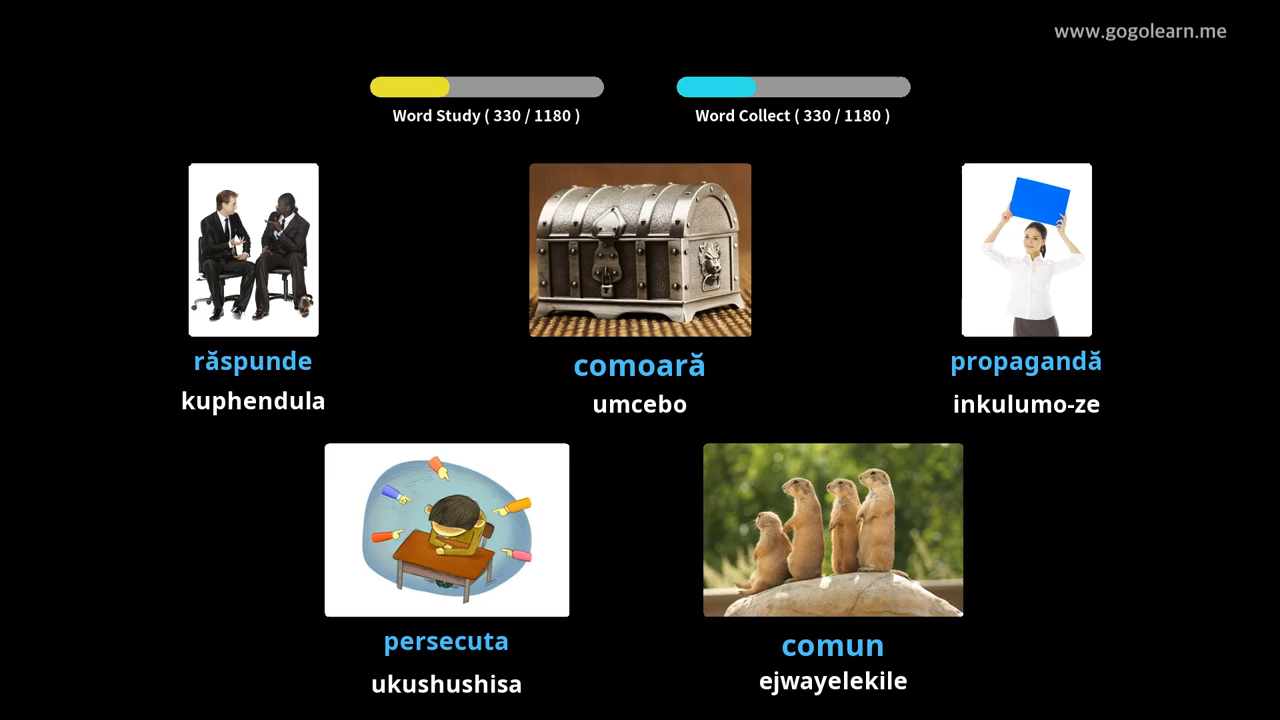 www.gogolearn.me
Word Study ( 330 / 1180 )
Word Collect ( 330 / 1180 )
răspunde
kuphendula
comoară
umcebo
propagandă
inkulumo-ze
persecuta
ukushushisa
comun
ejwayelekile